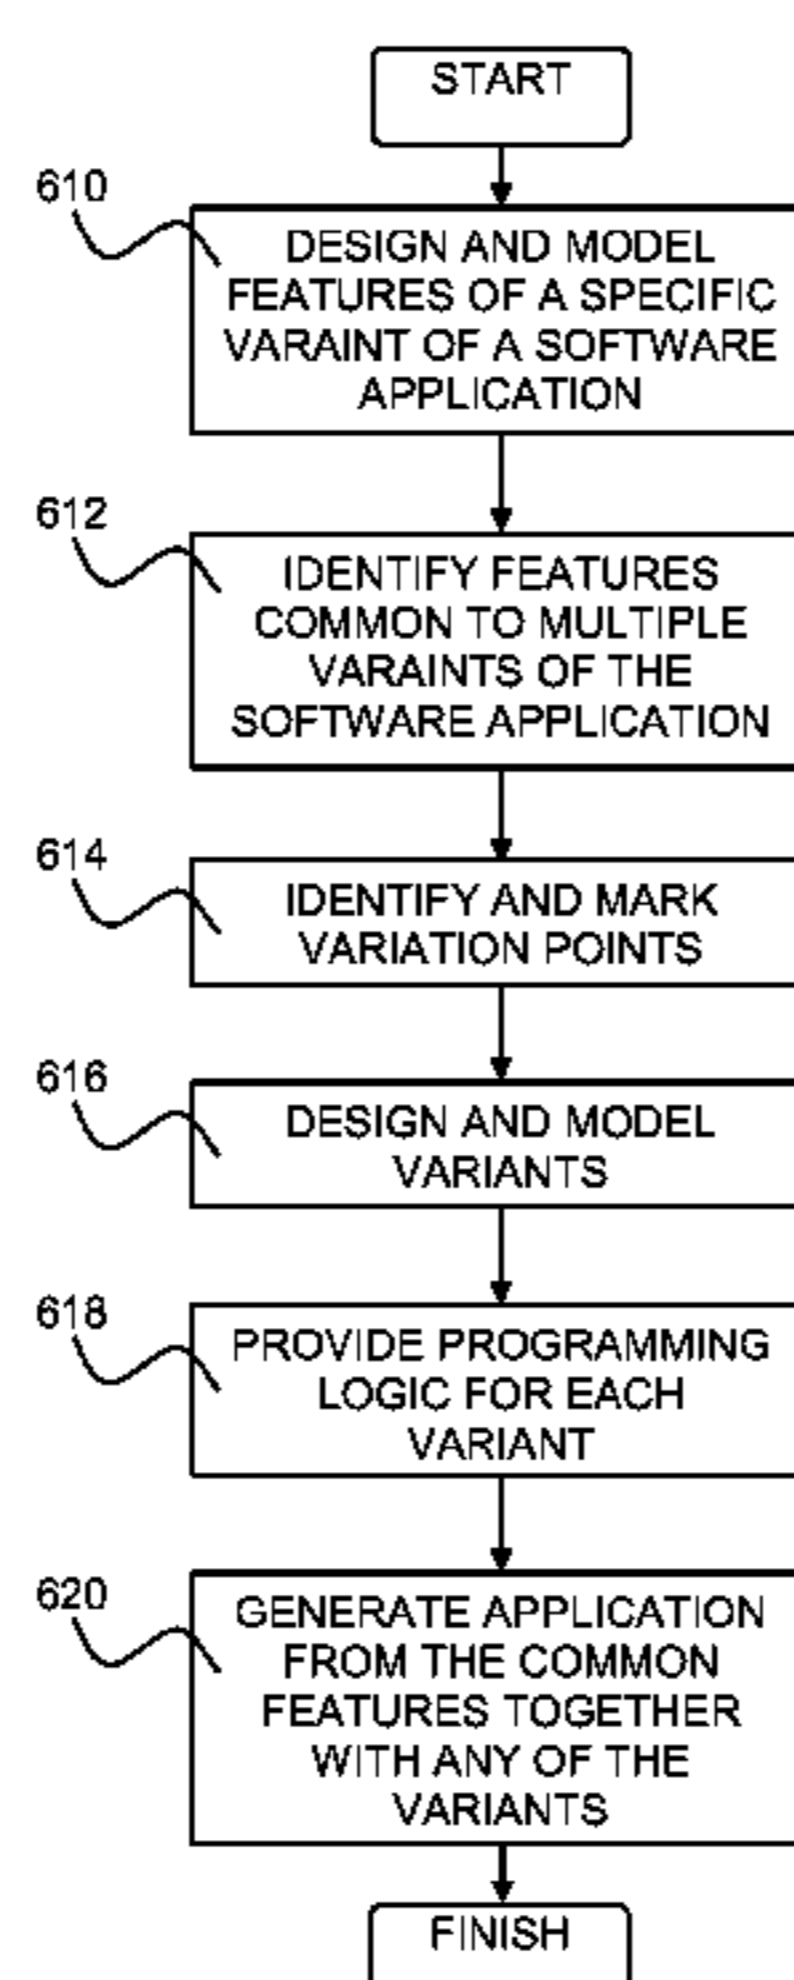 START
610
DESIGN AND MODEL
FEATURES OF A SPECIFIC
VARAINT OF A SOFTWARE
APPLICATION
612
IDENTIFY FEATURES
COMMON TO MULTIPLE
VARAINTS OF THE
SOFTWARE APPLICATION
614
IDENTIFY AND MARK
VARIATION POINTS
616
DESIGN AND MODEL
VARIANTS
618
PROVIDE PROGRAMMING
LOGIC FOR EACH
VARIANT
620
GENERATE APPLICATION
FROM THE COMMON
FEATURES TOGETHER
WITH ANY OF THE
VARIANTS
FINISH